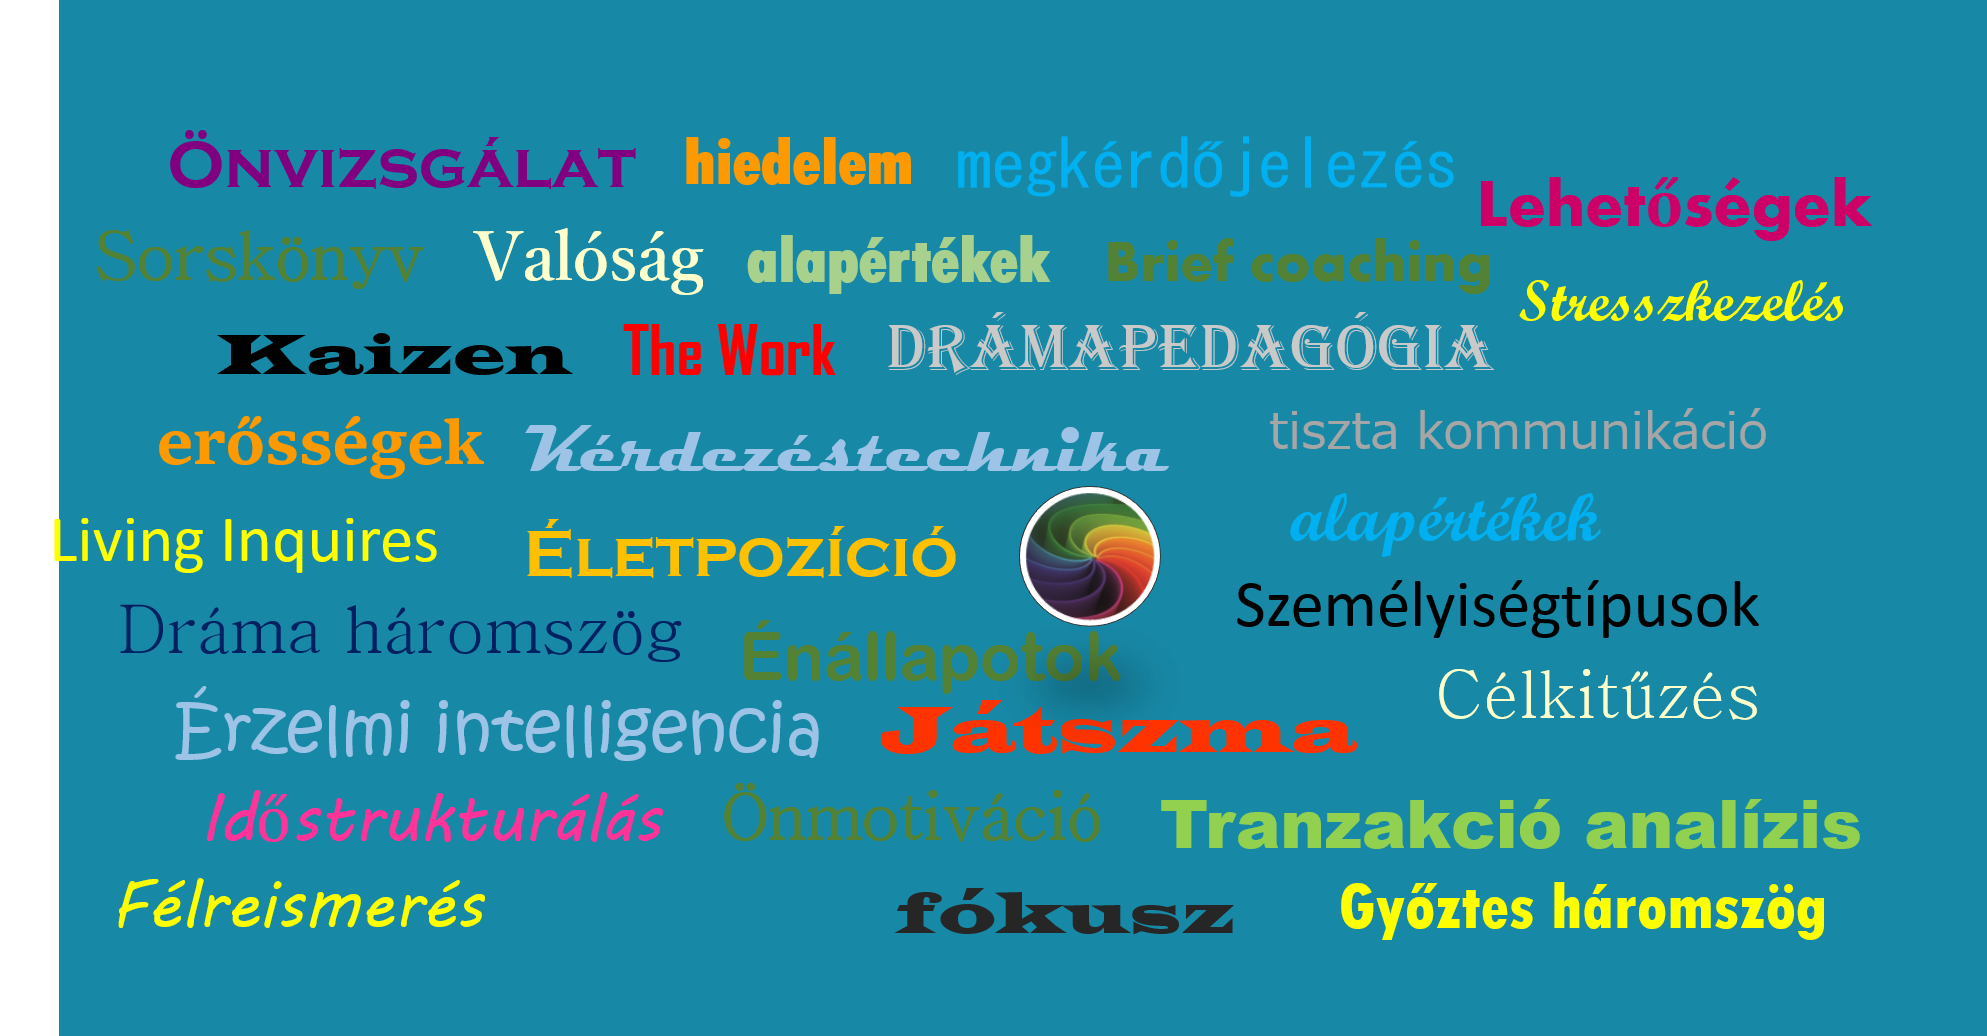 ÖNVIZSGÁLAT hiedelem megkérdőjelezés
Lehetőségek
Sorskönyv Valóság alapértékek Brief coaching
Stresszkezelés
Kaizen The Work DRÁMAPEDAGÓGIA
erősségek Kérdezéstechnika tiszta kommunikáció
Living Inquires ÉLETPOZÍCIÓ alapértékek
Személyiségtípusok
Dráma háromszög Énállapotok
Célkitűzés
Érzelmi intelligencia Játszma
Időstrukturálás Önmotiváció Tranzakció analízis
Félreismerés fókusz Győztes háromszög